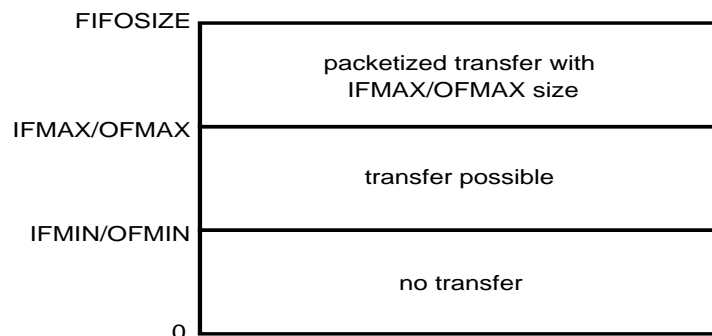 FIFOSIZE
packetized transfer with
IFMAX/OFMAX size
IFMAX/OFMAX
transfer possible
IFMIN/OFMIN
no transfer
0